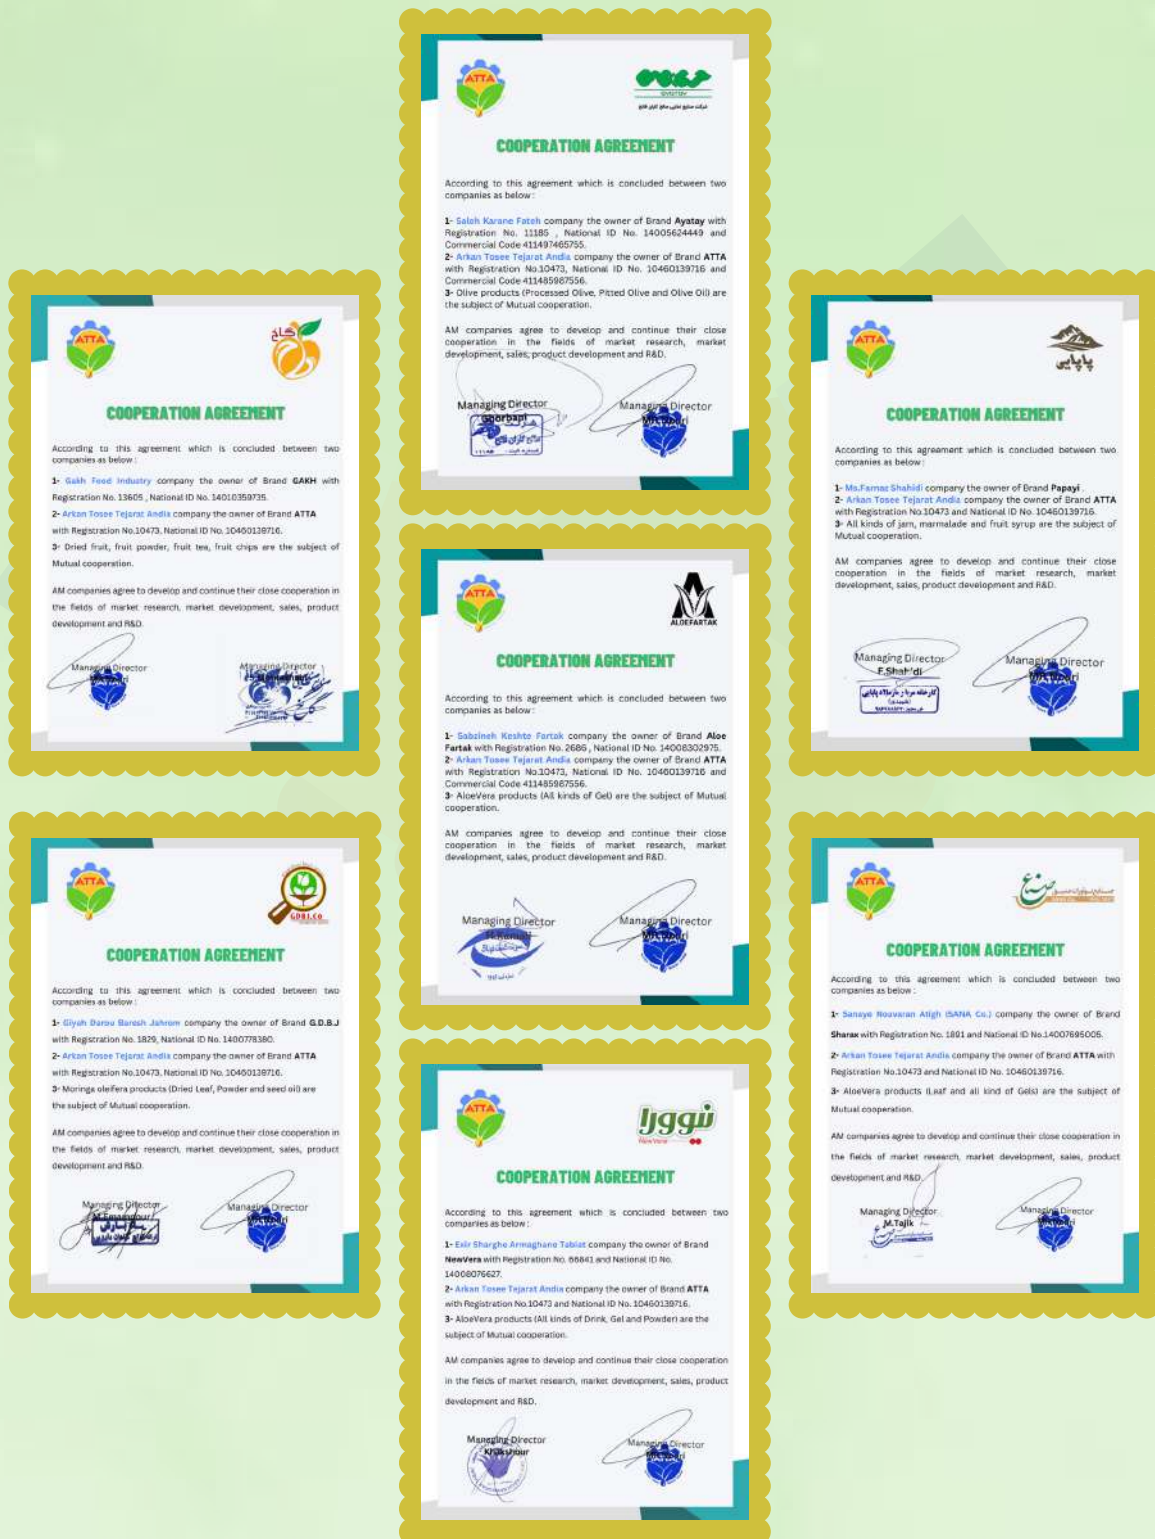 ATTA
AYATAY
شرکت صنایع غذایی صالح کاران فاتح
COOPERATION AGREEMENT
According to this agreement which is concluded between two
companies as below :
1- Saleh Karane Fateh company the owner of Brand Ayatay with
Registration No. 11185 , National ID No. 14005624449 and
Commercial Code 411497465755.
2- Arkan Tosee Tejarat Andia company the owner of Brand ATTA
with Registration No.10473, National ID No. 10460139716 and
Commercial Code 411485987556.
3- Olive products (Processed Olive, Pitted Olive and Olive Oil) are
the subject of Mutual cooperation.
AM companies agree to develop and continue their close
cooperation in the fields of market research, market
development, sales, product development and R&D.
Managing Director
Ghorbani
Managing Director
ATTA
گاخ
COOPERATION AGREEMENT
According to this agreement which is concluded between two
companies as below :
1- Gakh Food Industry company the owner of Brand GAKH with
Registration No. 13605 , National ID No. 14010359735.
2- Arkan Tosee Tejarat Andia company the owner of Brand ATTA
with Registration No.10473, National ID No. 10460139716.
3- Dried fruit, fruit powder, fruit tea, fruit chips are the subject of
Mutual cooperation.
AM companies agree to develop and continue their close cooperation in
the fields of market research, market development, sales, product
development and R&D.
Managing Director
Managing Director
ATTA
پاپایی
COOPERATION AGREEMENT
According to this agreement which is concluded between two
companies as below :
1- Ms.Farnaz Shahidi company the owner of Brand Papayi .
2- Arkan Tosee Tejarat Andia company the owner of Brand ATTA
with Registration No.10473 and National ID No. 10460139716.
3- All kinds of jam, marmalade and fruit syrup are the subject of
Mutual cooperation.
AM companies agree to develop and continue their close
cooperation in the fields of market research, market
development, sales, product development and R&D.
Managing Director
F.Shahidi
کارخانه مربا و مارمالاد پاپایی
Managing Director
ATTA
ALOEFARTAK
COOPERATION AGREEMENT
According to this agreement which is concluded between two
companies as below :
1- Sabzineh Keshte Fartak company the owner of Brand Aloe
Fartak with Registration No. 2686 , National ID No. 14008302975.
2- Arkan Tosee Tejarat Andia company the owner of Brand ATTA
with Registration No.10473, National ID No. 10460139716 and
Commercial Code 411485987556.
3- AloeVera products (All kinds of Gel) are the subject of Mutual
cooperation.
AM companies agree to develop and continue their close
cooperation in the fields of market research, market
development, sales, product development and R&D.
Managing Director
Managing Director
ATTA
GDBJ.CO
COOPERATION AGREEMENT
According to this agreement which is concluded between two
companies as below :
1- Giyah Darou Baresh Jahrom company the owner of Brand G.D.B.J
with Registration No. 1829, National ID No. 1400778380.
2- Arkan Tosee Tejarat Andia company the owner of Brand ATTA
with Registration No.10473, National ID No. 10460139716.
3- Moringa oleifera products (Dried Leaf, Powder and seed oil) are
the subject of Mutual cooperation.
AM companies agree to develop and continue their close cooperation in
the fields of market research, market development, sales, product
development and R&D.
Managing Director
Managing Director
ATTA
صنایع نوآوران عتیق
COOPERATION AGREEMENT
According to this agreement which is concluded between two
companies as below :
1- Sanaye Noavaran Atigh (SANA Co.) company the owner of Brand
Sharax with Registration No. 1891 and National ID No.14007695005.
2- Arkan Tosee Tejarat Andia company the owner of Brand ATTA with
Registration No.10473 and National ID No. 10460139716.
3- AloeVera products (Leaf and all kind of Gels) are the subject of
Mutual cooperation.
AM companies agree to develop and continue their close cooperation in
the fields of market research, market development, sales, product
development and R&D.
Managing Director
M.Tajik
Managing Director
ATTA
نیوورا
NewVera
COOPERATION AGREEMENT
According to this agreement which is concluded between two
companies as below :
1- Exir Sharghe Armaghane Tabiat company the owner of Brand
NewVera with Registration No. 66841 and National ID No.
14008076627.
2- Arkan Tosee Tejarat Andia company the owner of Brand ATTA
with Registration No.10473 and National ID No. 10460139716.
3- AloeVera products (All kinds of Drink, Gel and Powder) are the
subject of Mutual cooperation.
AM companies agree to develop and continue their close cooperation
in the fields of market research, market development, sales, product
development and R&D.
Managing Director
Khakshour
Managing Director